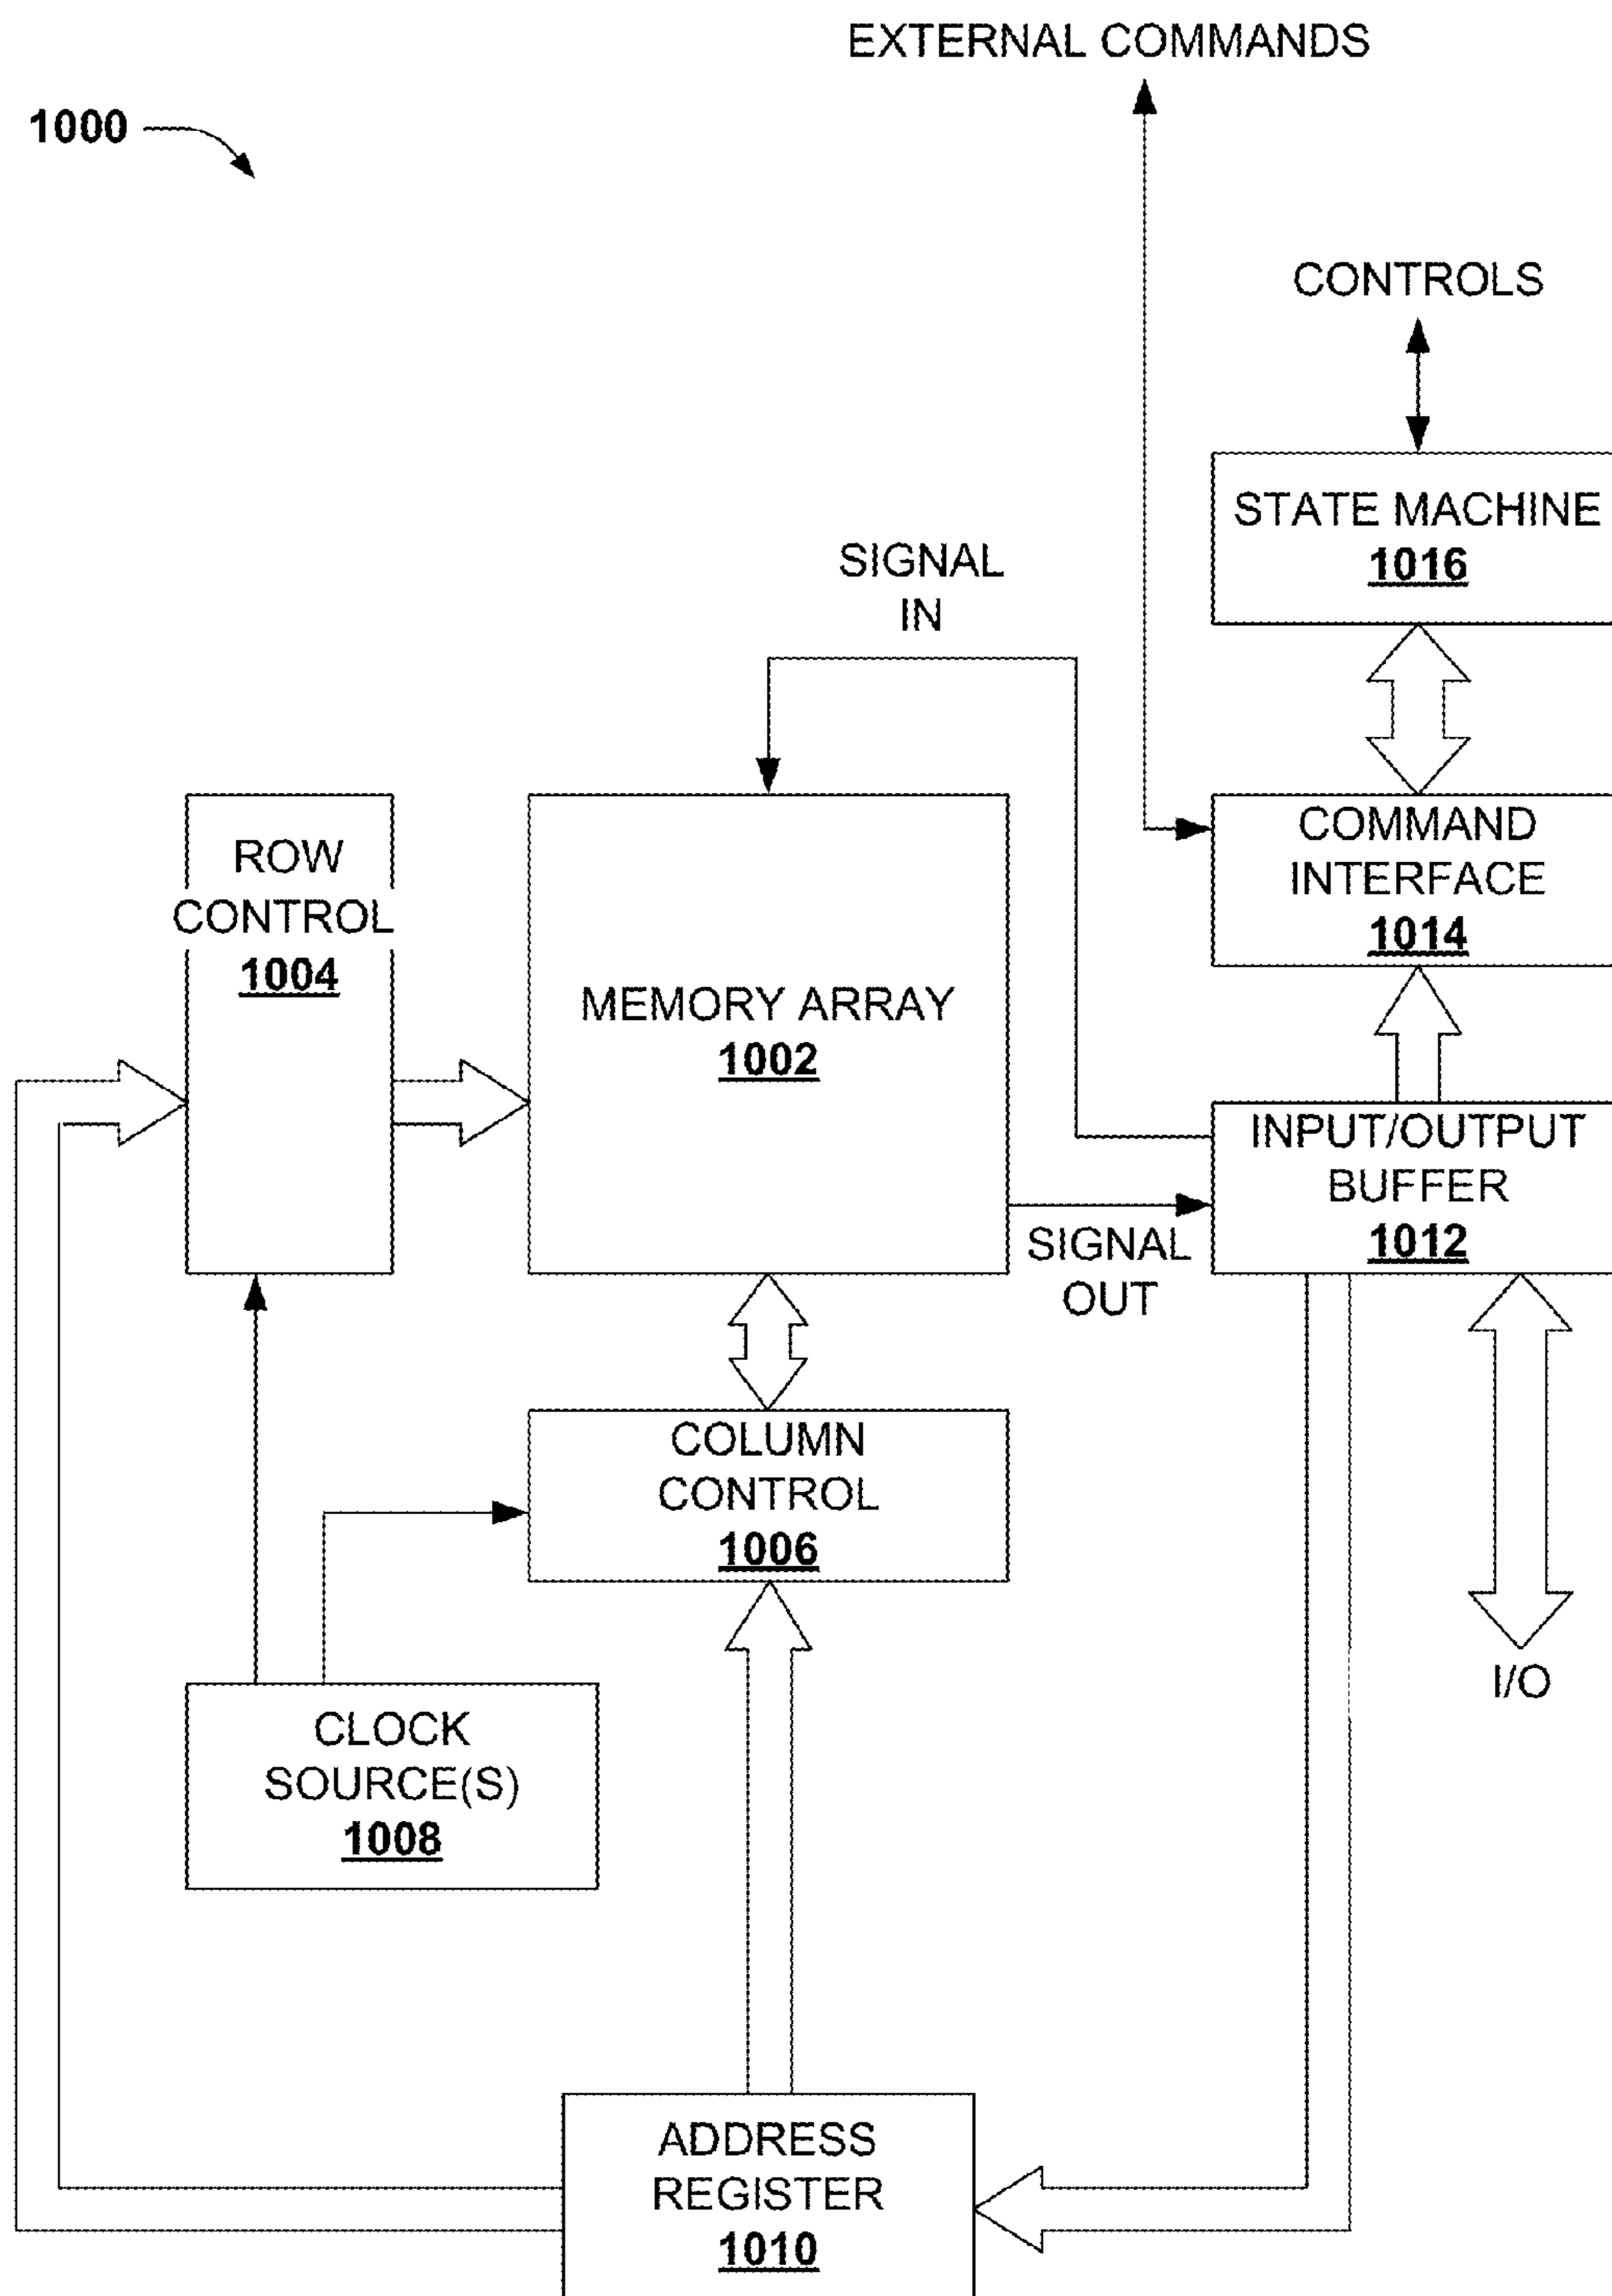 EXTERNAL COMMANDS
1000
CONTROLS
STATE MACHINE
1016
SIGNAL
IN
ROW
CONTROL
1004
MEMORY ARRAY
1002
COMMAND
INTERFACE
1014
INPUT/OUTPUT
BUFFER
1012
SIGNAL
OUT
COLUMN
CONTROL
1006
I/O
CLOCK
SOURCE(S)
1008
ADDRESS
REGISTER
1010